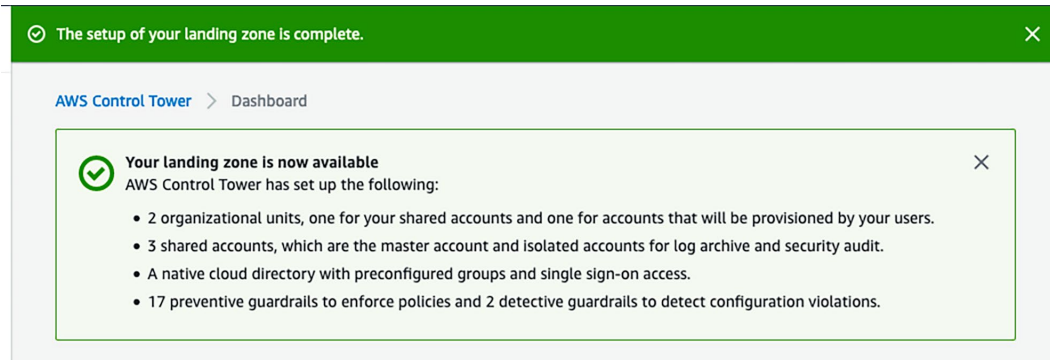 The setup of your landing zone is complete.
AWS Control Tower > Dashboard
Your landing zone is now available
AWS Control Tower has set up the following:
• 2 organizational units, one for your shared accounts and one for accounts that will be provisioned by your users.
• 3 shared accounts, which are the master account and isolated accounts for log archive and security audit.
• A native cloud directory with preconfigured groups and single sign-on access.
• 17 preventive guardrails to enforce policies and 2 detective guardrails to detect configuration violations.